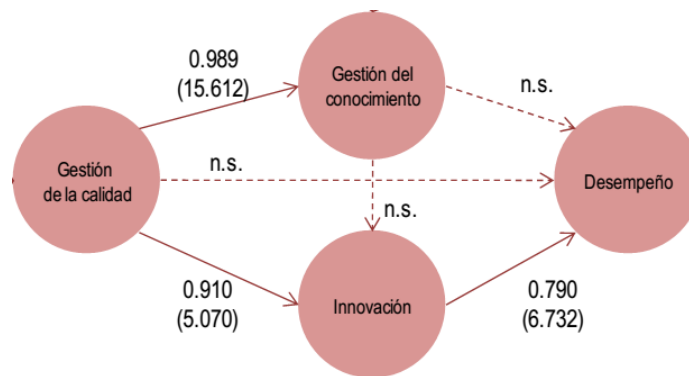 0.989
(15.612)
Gestión del
conocimiento
n.s.
Gestión
de la calidad
n.s.
Desempeño
n.s.
0.910
(5.070)
Innovación
0.790
(6.732)